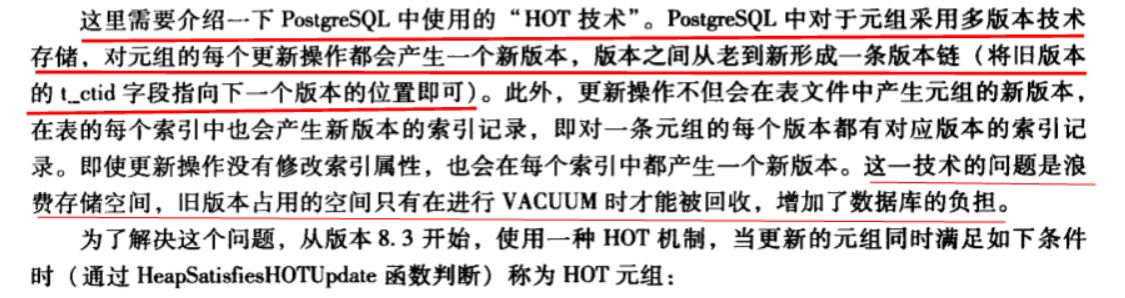 这里需要介绍一下 PostgreSQL 中使用的“HOT 技术”。PostgreSQL 中对于元组采用多版本技术
存储，对元组的每个更新操作都会产生一个新版本，版本之间从老到新形成一条版本链（将旧版本
的 t_ctid 字段指向下一个版本的位置即可）。此外，更新操作不但会在表文件中产生元组的新版本，
在表的每个索引中也会产生新版本的索引记录，即对一条元组的每个版本都有对应版本的索引记
录。即使更新操作没有修改索引属性，也会在每个索引中都产生一个新版本。这一技术的问题是浪
费存储空间，旧版本占用的空间只有在进行 VACUUM 时才能被回收，增加了数据库的负担。
为了解决这个问题，从版本 8.3 开始，使用一种 HOT 机制，当更新的元组同时满足如下条件
时（通过 HeapSatisfiesHOTUpdate 函数判断）称为 HOT 元组：